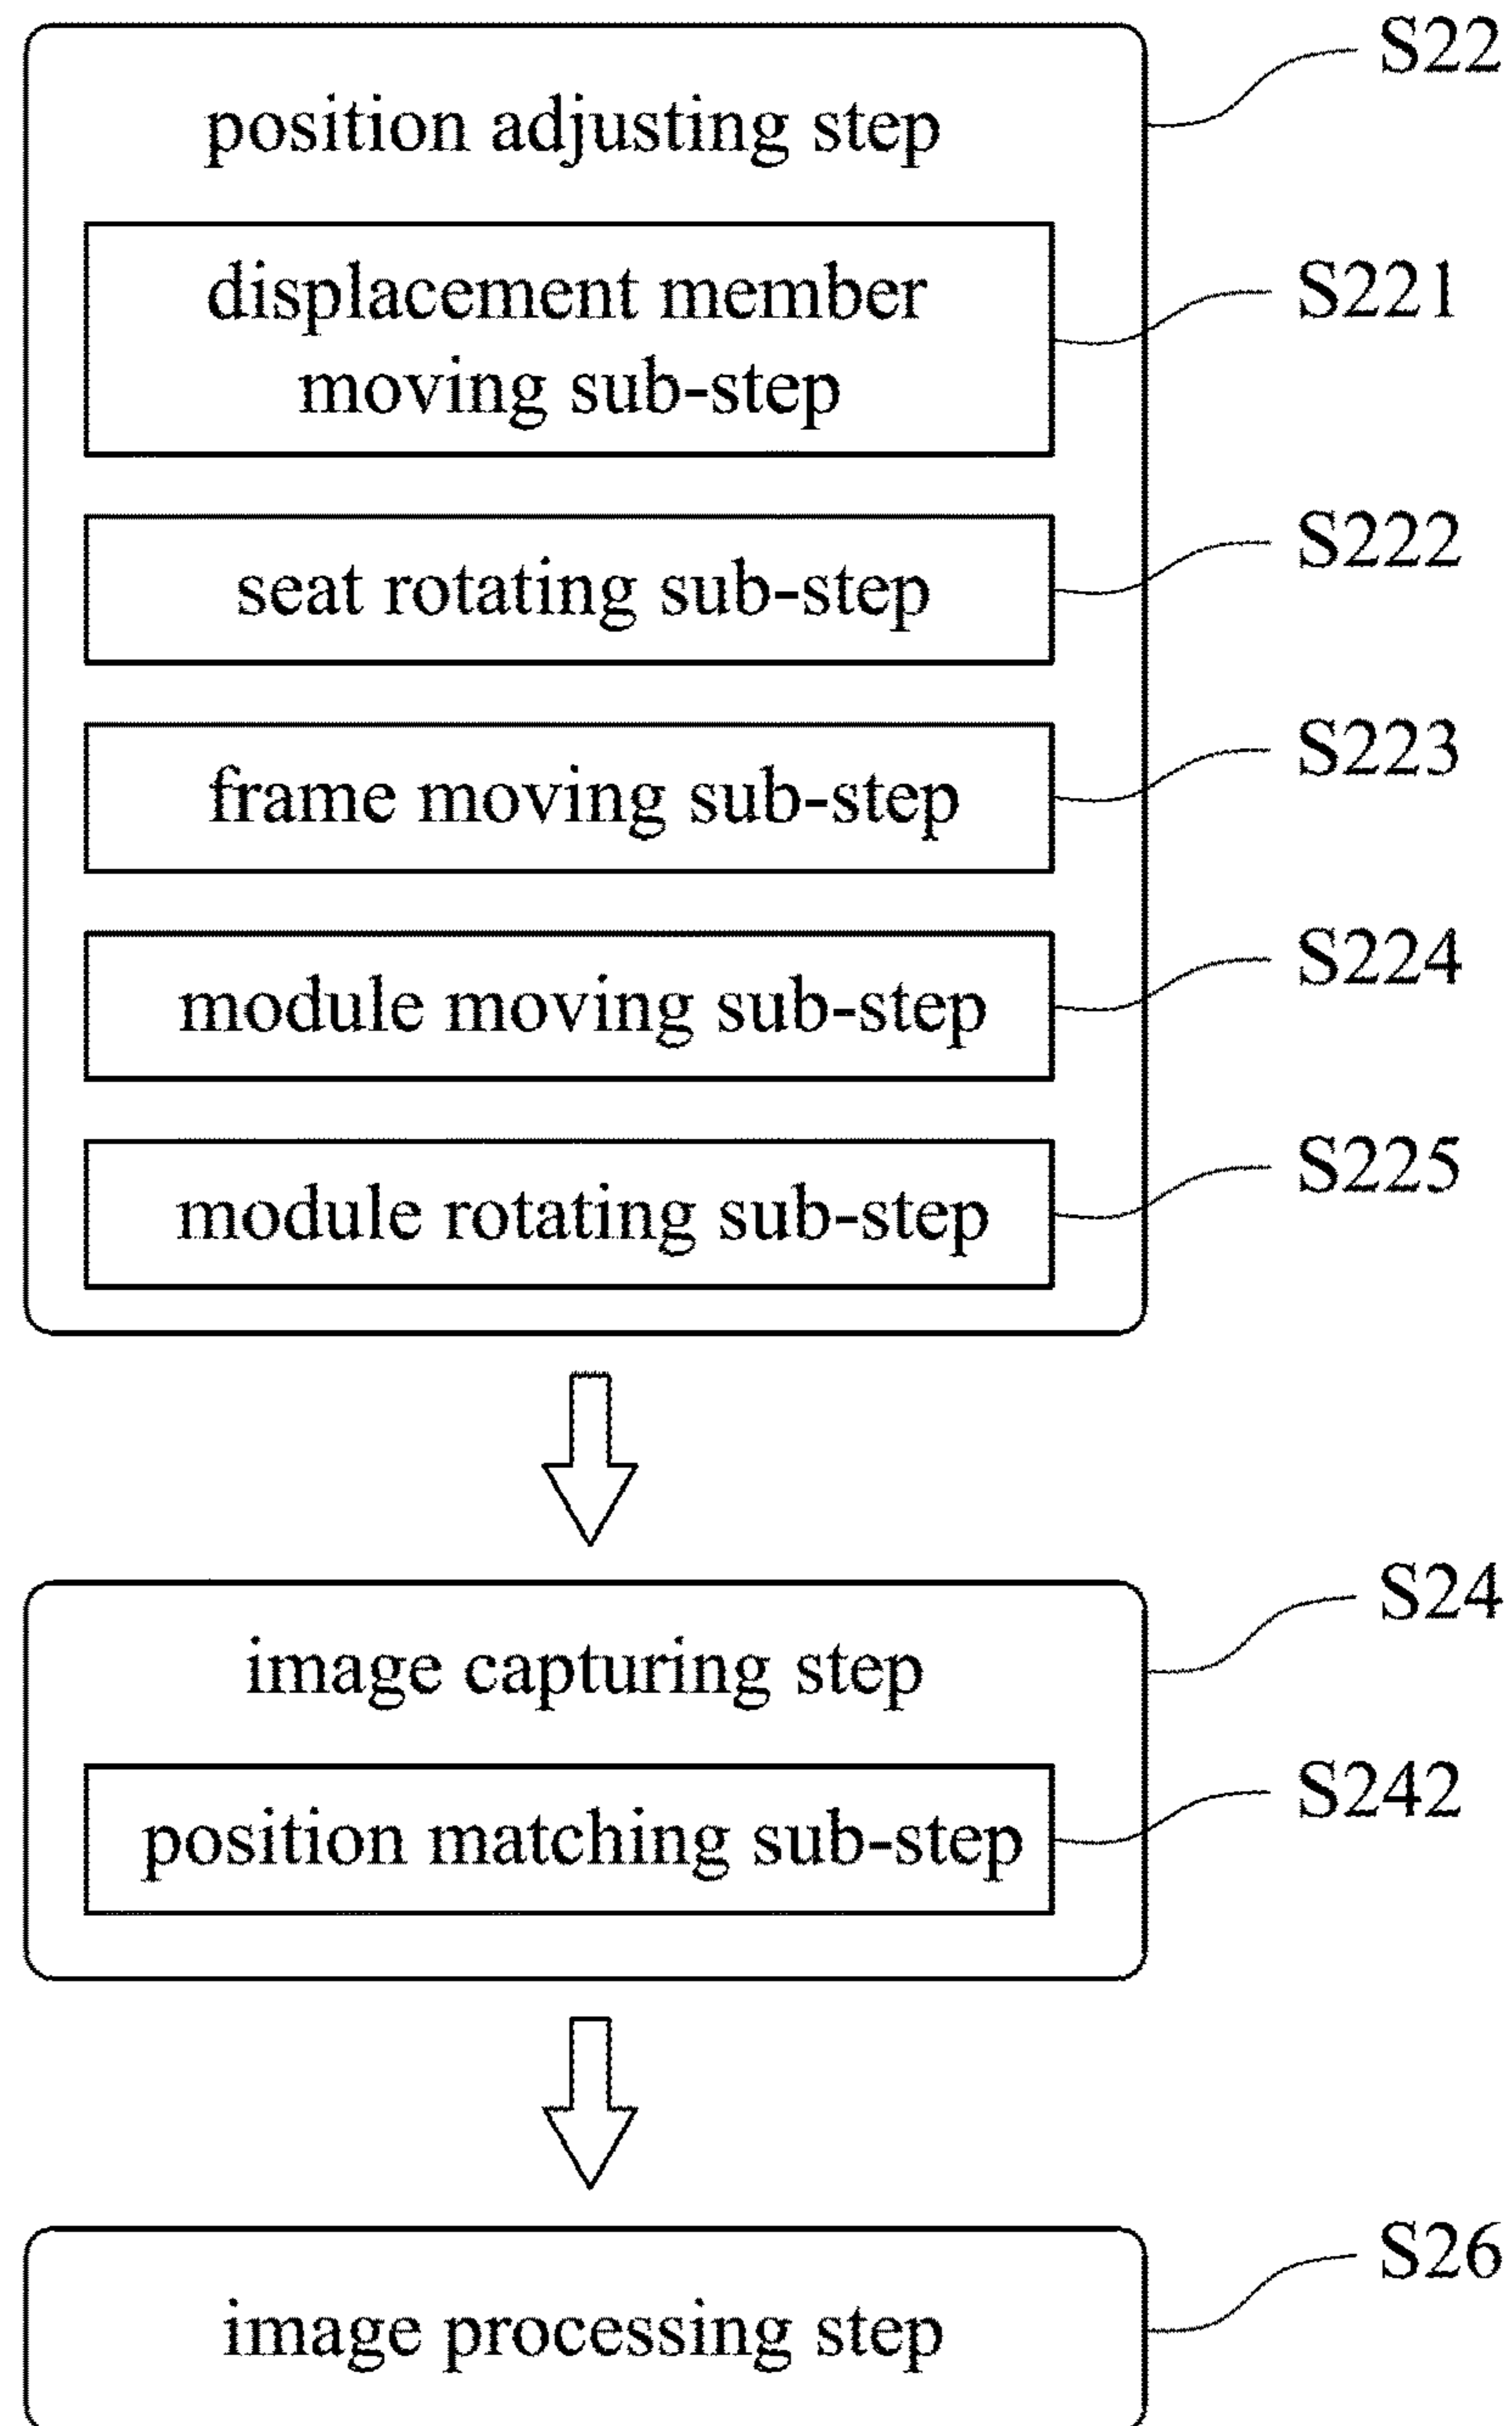 S22
position adjusting step
displacement member
moving sub-step
S221
seat rotating sub-step
S222
frame moving sub-step
S223
module moving sub-step
S224
module rotating sub-step
S225
image capturing step
S24
position matching sub-step
S242
image processing step
S26